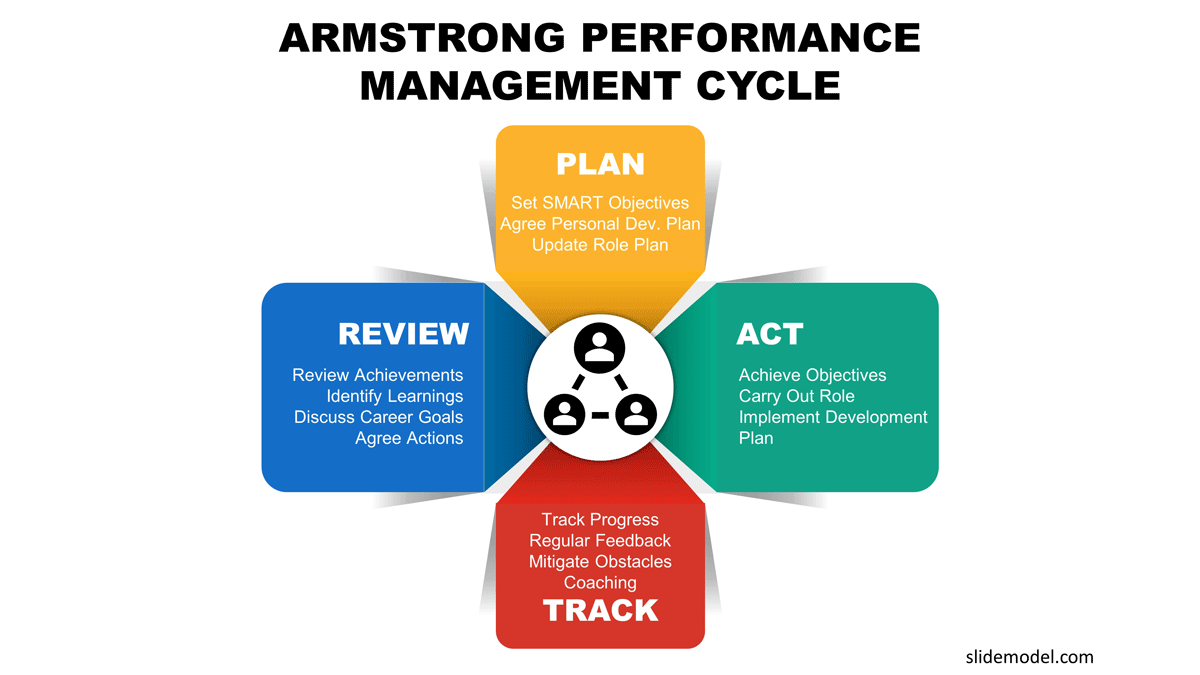 ARMSTRONG PERFORMANCE
MANAGEMENT CYCLE
PLAN
Set SMART Objectives
Agree Personal Dev. Plan
Update Role Plan
REVIEW
Review Achievements
Identify Learnings
Discuss Career Goals
Agree Actions
ACT
Achieve Objectives
Carry Out Role
Implement Development
Plan
Track Progress
Regular Feedback
Mitigate Obstacles
Coaching
TRACK
slidemodel.com